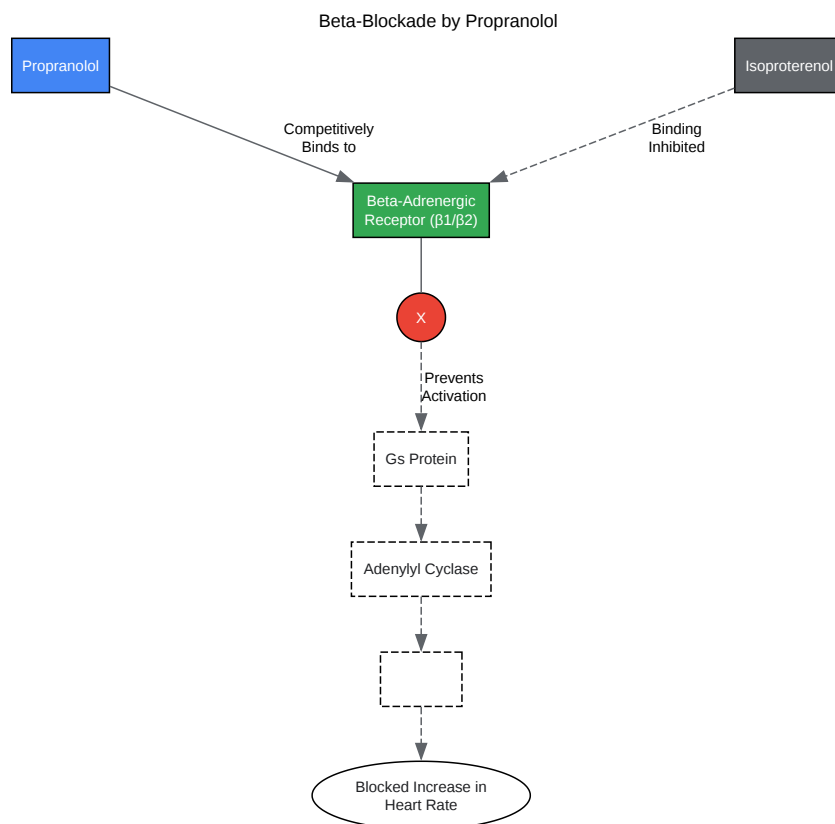 Beta-Blockade by Propranolol
Propranolol
Isoproterenol
Competitively
Binds to
Binding
Inhibited
Beta-Adrenergic
Receptor (β1/β2)
X
Prevents
Activation
Gs Protein
Adenylyl Cyclase
Blocked Increase in
Heart Rate